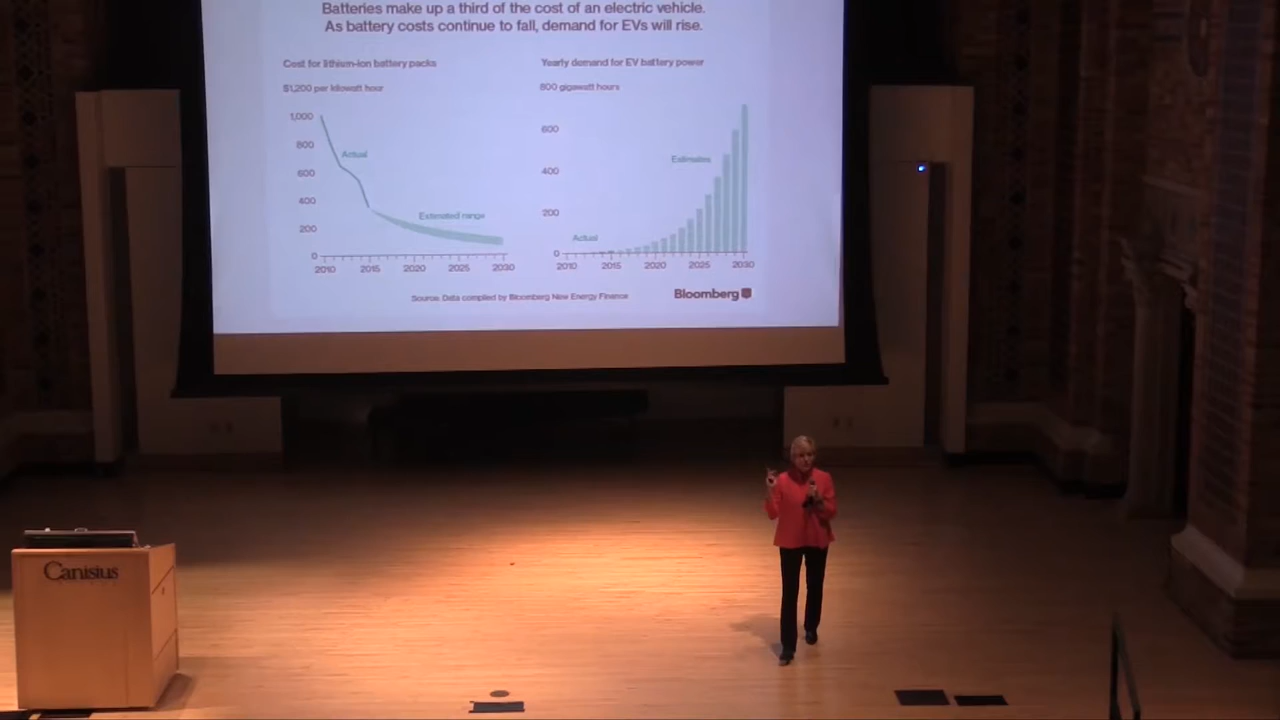 Batteries make up a third of the cost of an electric vehicle.
As battery costs continue to fall, demand for EVs will rise.
Cost for lithium-ion battery packs
$1,200 per kilowatt hour
1,000
800
600
400
200
0
Actual
Estimated range
2010 2015 2020 2025 2030
Yearly demand for EV battery power
800 gigawatt hours
600
400
200
0
Estimates
Actual
2010 2015 2020 2025 2030
Source: Data compiled by Bloomberg New Energy Finance
Bloomberg
Canisius